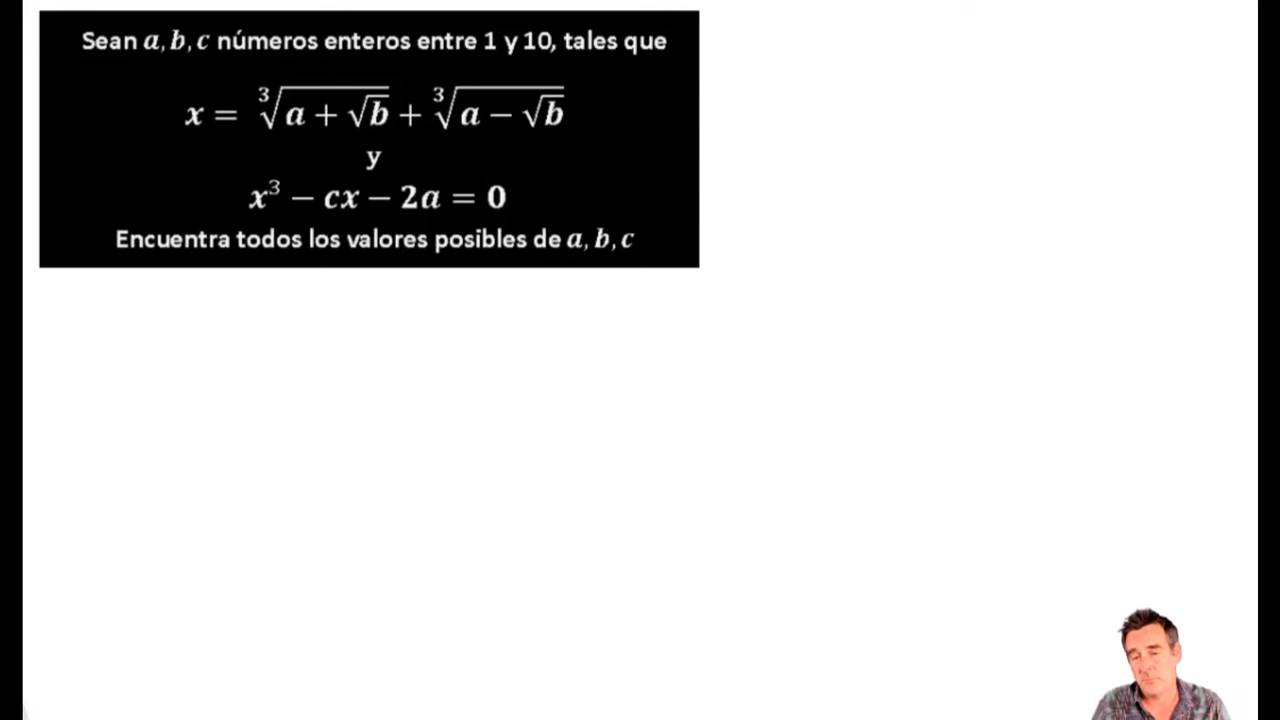 Sean a, b, c números enteros entre 1 y 10, tales que
x = ∛(a + √b) + ∛(a − √b)
y
x³ − cx − 2a = 0
Encuentra todos los valores posibles de a, b, c